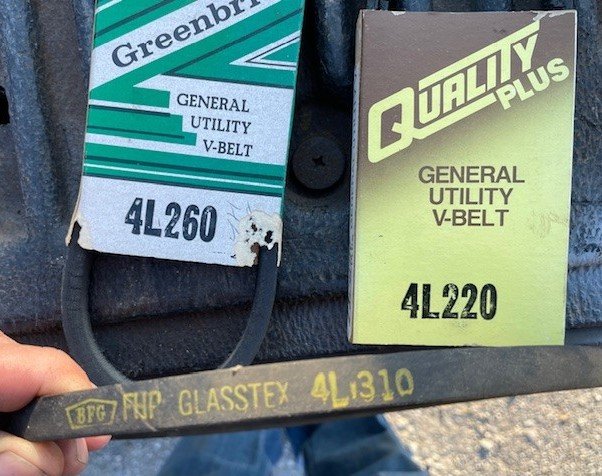 Greenbri
GENERAL
UTILITY
V-BELT
4L260
QUALITY
PLUS
GENERAL
UTILITY
V-BELT
4L220
BFG FHP GLASSTEX 4L310